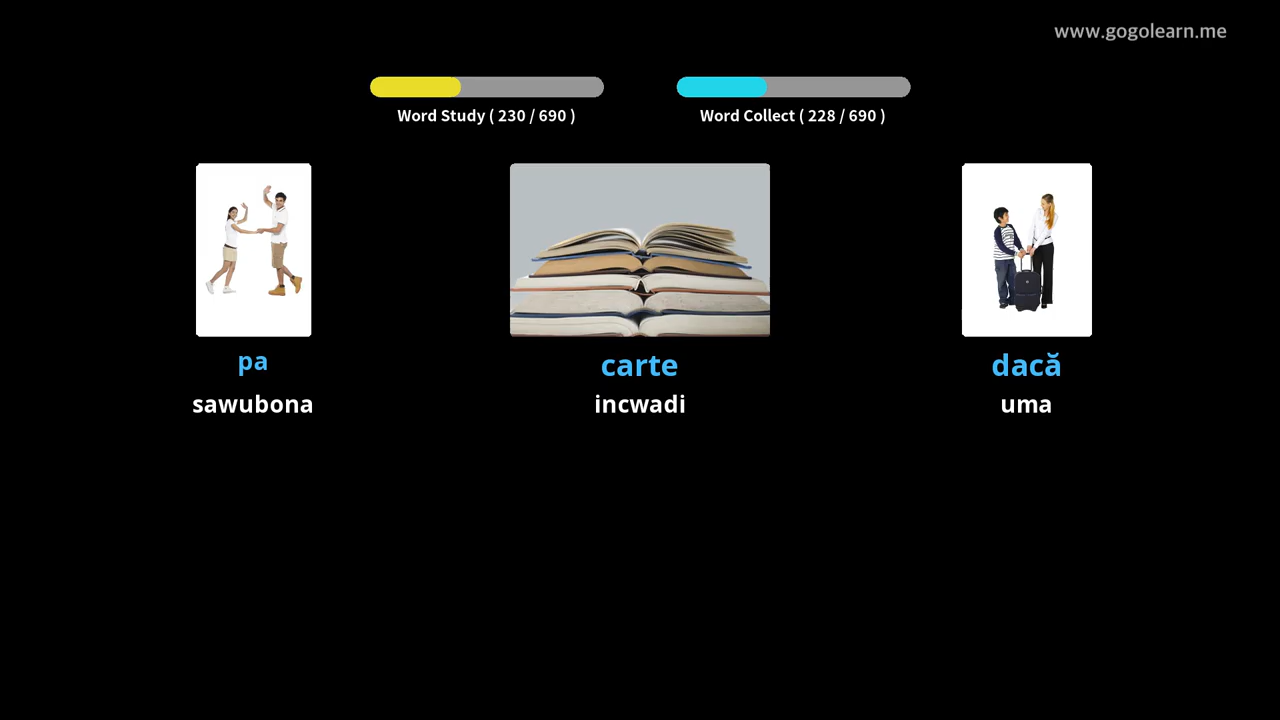 www.gogolearn.me
Word Study ( 230 / 690 )
Word Collect ( 228 / 690 )
pa
carte
dacă
sawubona
incwadi
uma